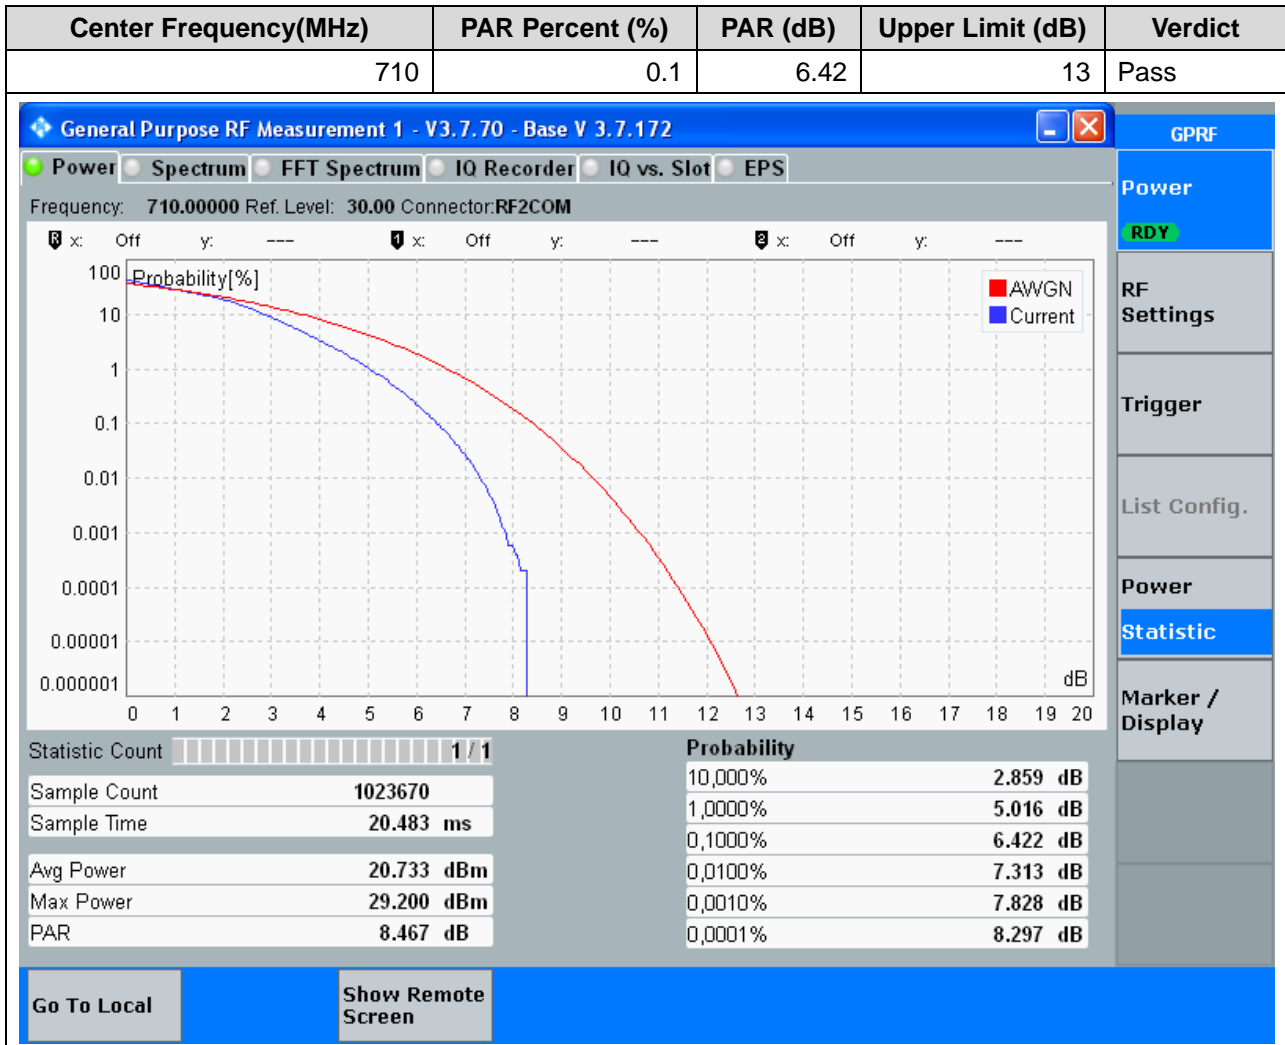 Center Frequency(MHz) PAR Percent (%) PAR (dB) Upper Limit (dB) Verdict
710 0.1 6.42 13 Pass
General Purpose RF Measurement 1 - V3.7.70 - Base V 3.7.172
GPRF
Power Spectrum FFT Spectrum IQ Recorder IQ vs. Slot EPS
Power
RDY
Frequency: 710.00000 Ref. Level: 30.00 Connector:RF2COM
R x: Off y: --- 1 x: Off y: --- 2 x: Off y: ---
Probability[%]
AWGN
Current
100
10
1
0.1
0.01
0.001
0.0001
0.00001
0.000001
dB
0 1 2 3 4 5 6 7 8 9 10 11 12 13 14 15 16 17 18 19 20
RF
Settings
Trigger
List Config.
Power
Statistic
Marker /
Display
Statistic Count 1 / 1
Sample Count 1023670
Sample Time 20.483 ms
Avg Power 20.733 dBm
Max Power 29.200 dBm
PAR 8.467 dB
Probability
10,000% 2.859 dB
1,0000% 5.016 dB
0,1000% 6.422 dB
0,0100% 7.313 dB
0,0010% 7.828 dB
0,0001% 8.297 dB
Go To Local
Show Remote
Screen